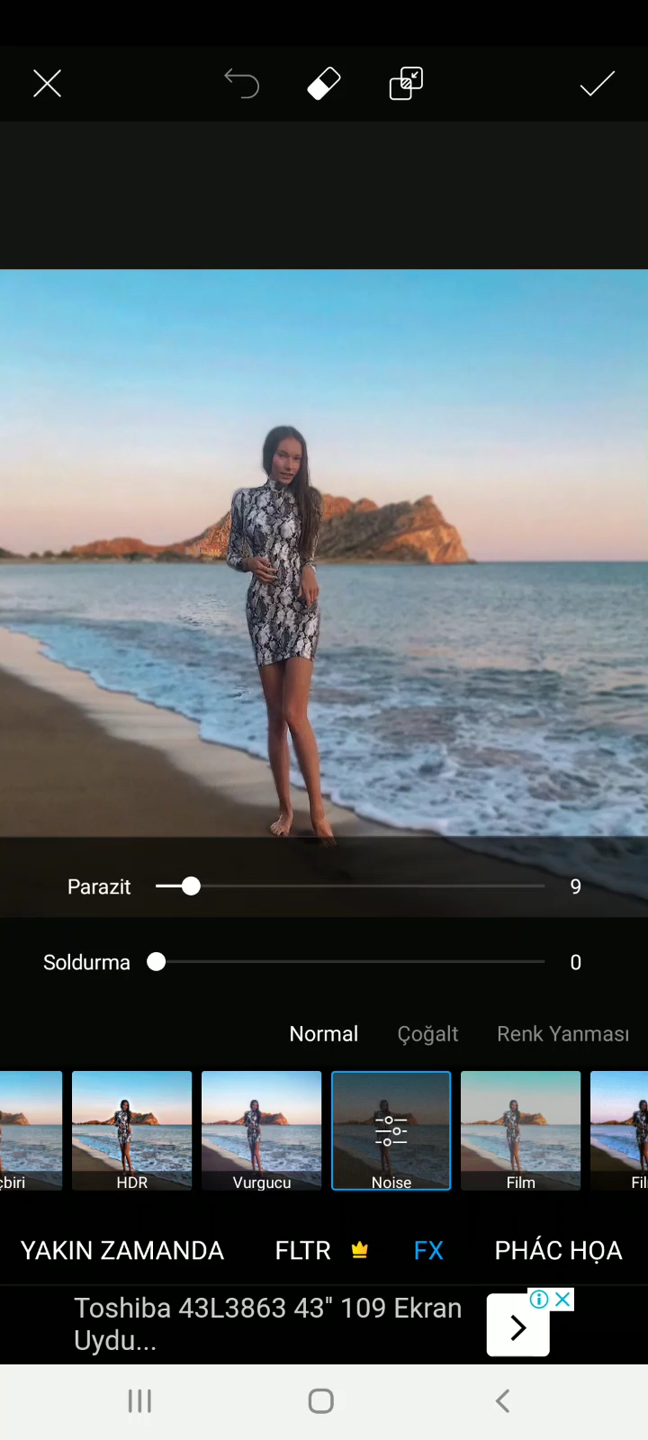 Parazit 9
Soldurma 0
Normal Çoğalt Renk Yanması
HDR Vurgucu Noise Film
YAKIN ZAMANDA FLTR FX PHÁC HỌA
Toshiba 43L3863 43" 109 Ekran
Uydu...